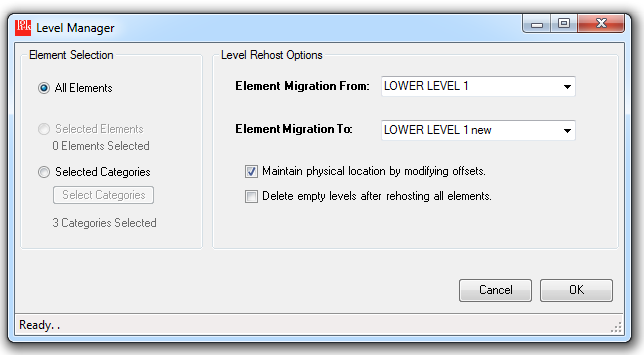 Level Manager
Element Selection
All Elements
Selected Elements
0 Elements Selected
Selected Categories
Select Categories
3 Categories Selected
Level Rehost Options
Element Migration From: LOWER LEVEL 1
Element Migration To: LOWER LEVEL 1 new
Maintain physical location by modifying offsets.
Delete empty levels after rehosting all elements.
Cancel OK
Ready. .